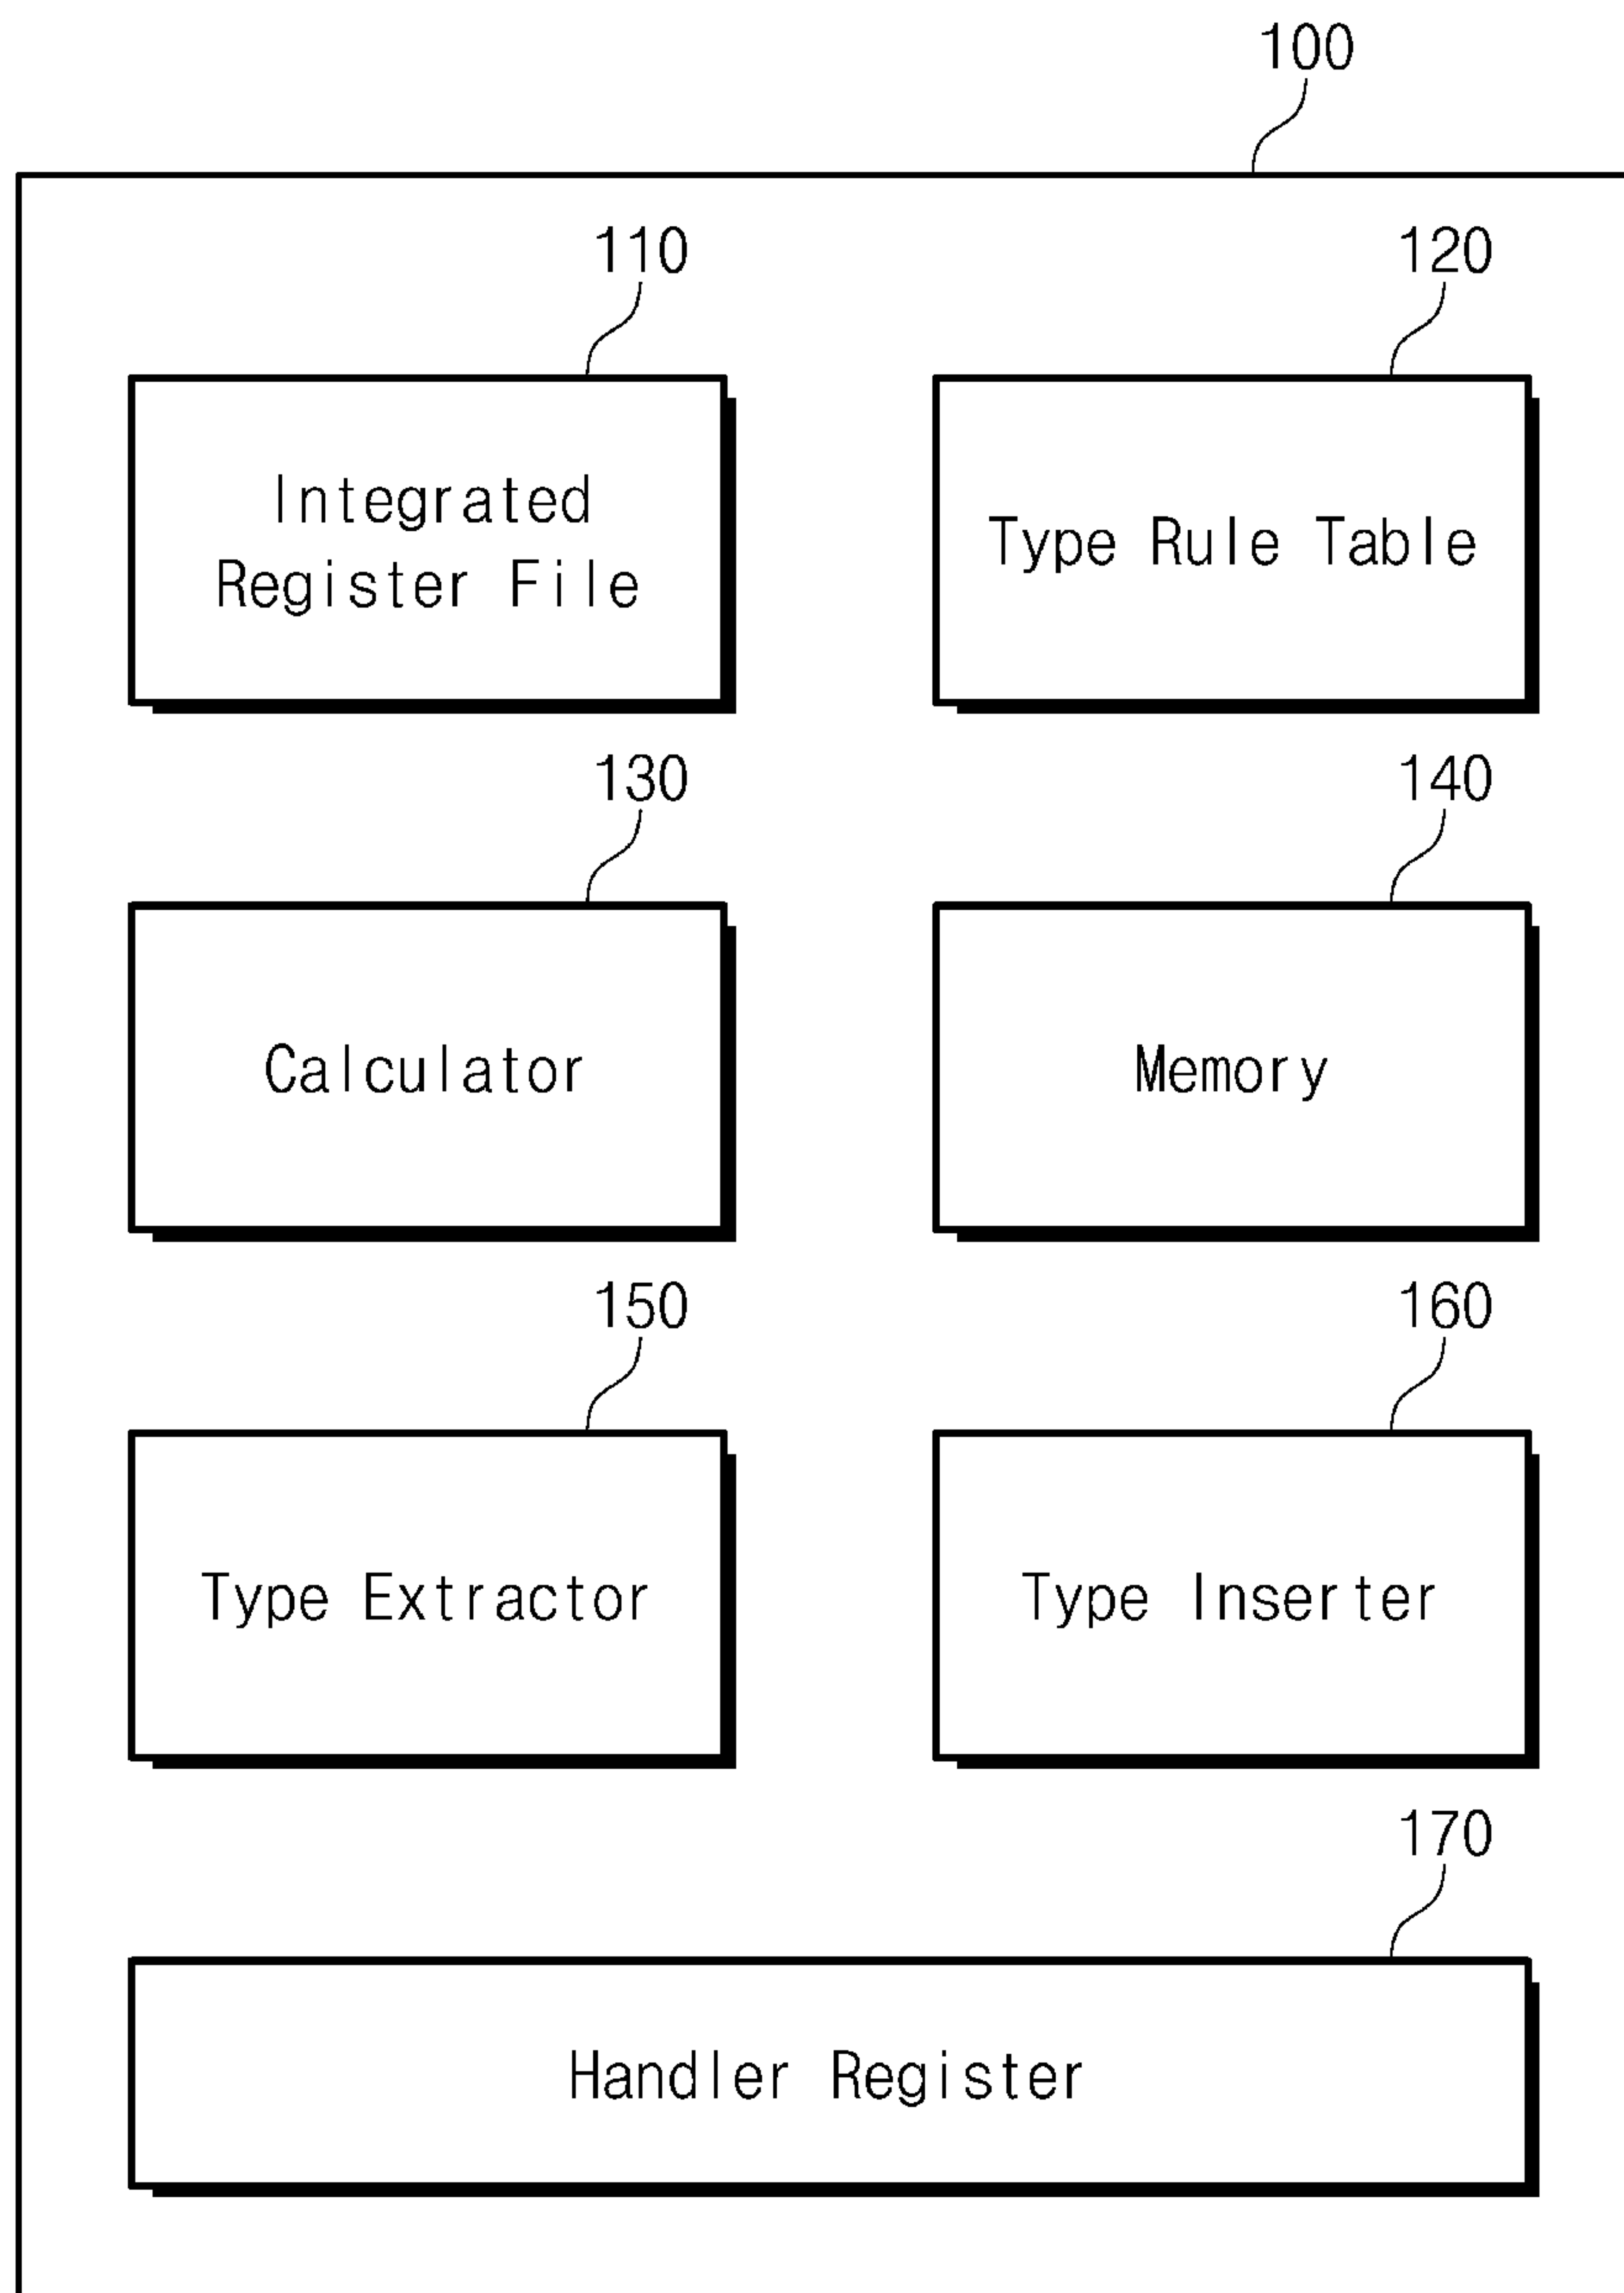 100
110
120
Integrated
Register File
Type Rule Table
130
140
Calculator
Memory
150
160
Type Extractor
Type Inserter
170
Handler Register